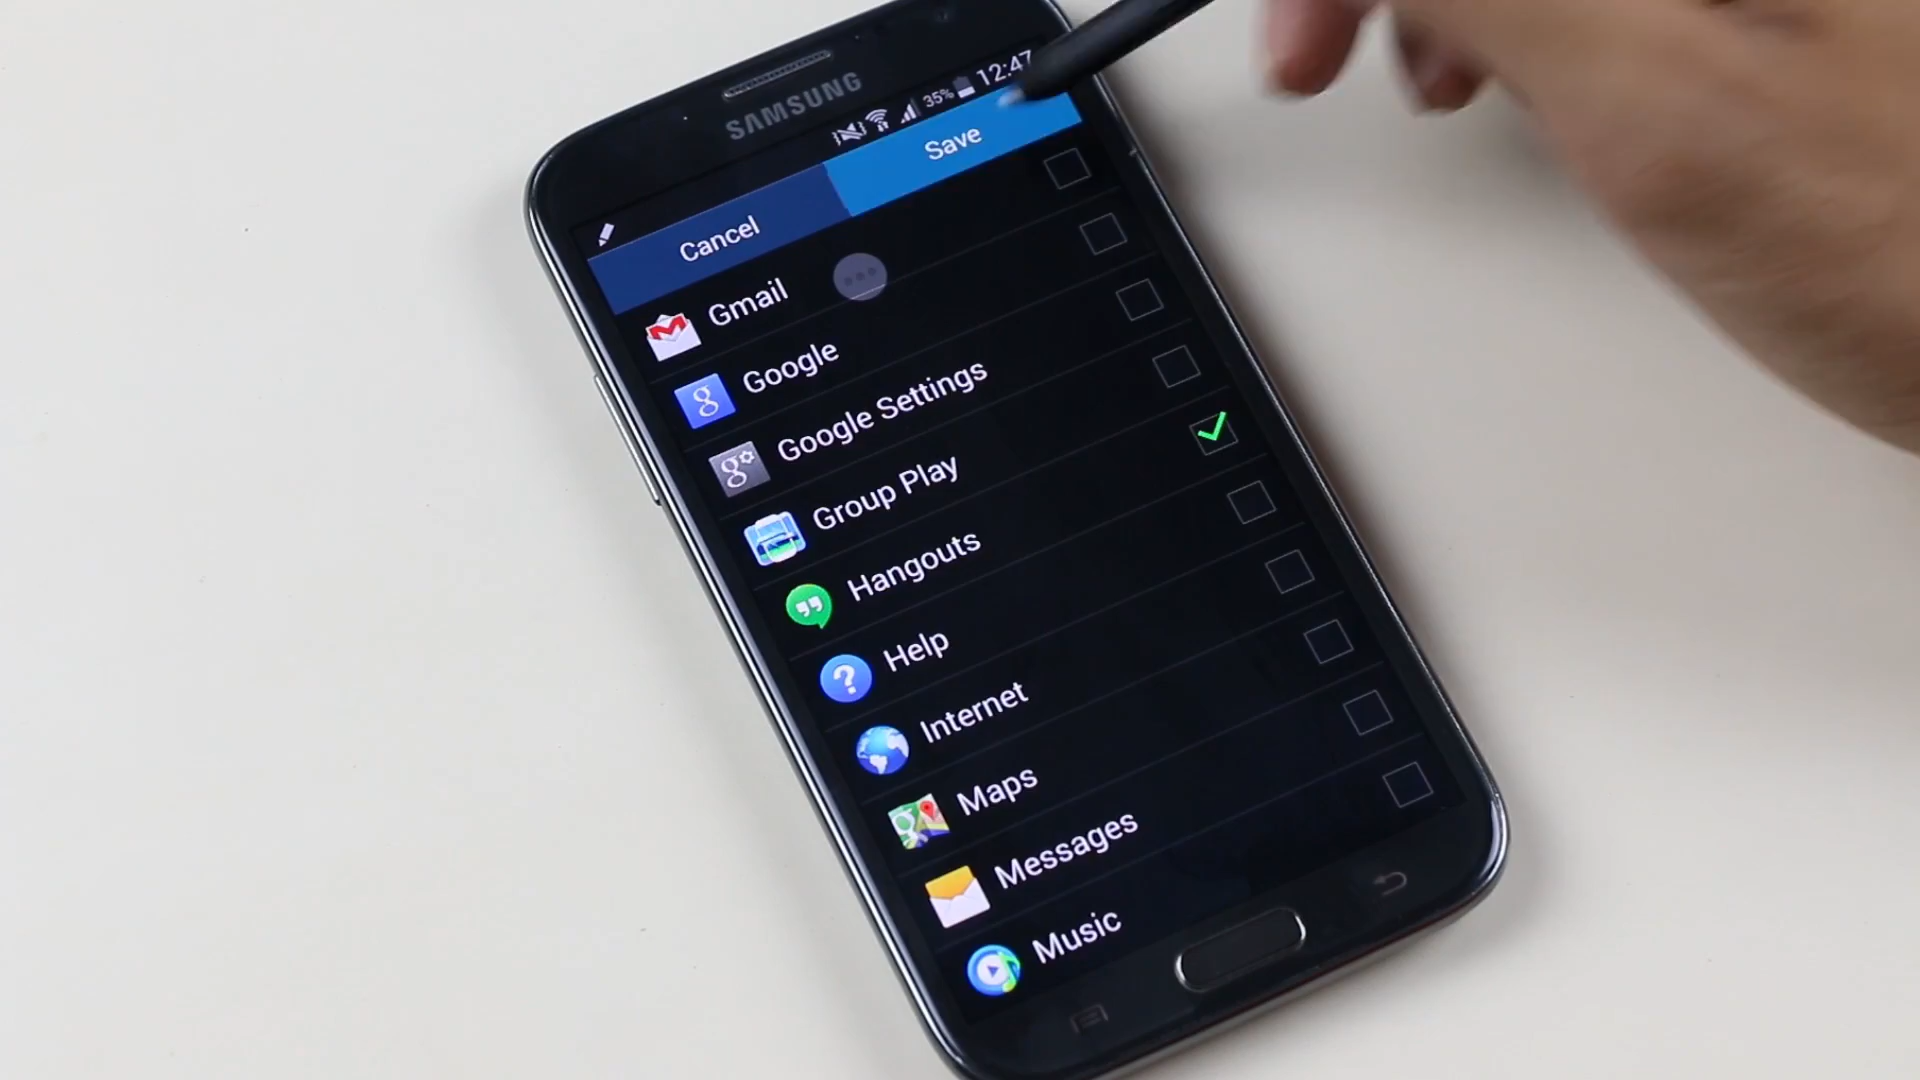 SAMSUNG
35% 12:47
Cancel
Save
Gmail
Google
Google Settings
Group Play
Hangouts
Help
Internet
Maps
Messages
Music